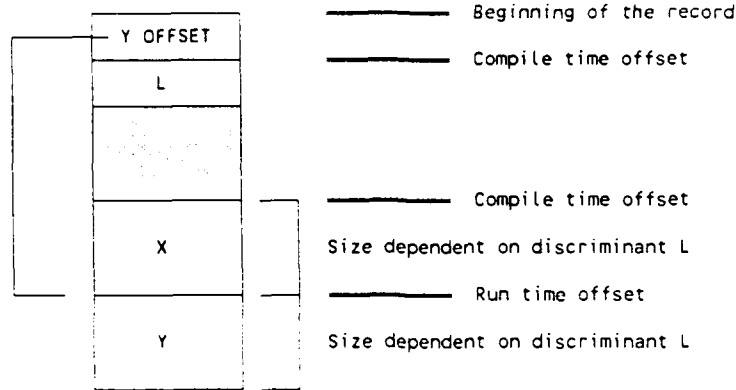 Beginning of the record
Y OFFSET
Compile time offset
L
Compile time offset
X
Size dependent on discriminant L
Run time offset
Y
Size dependent on discriminant L